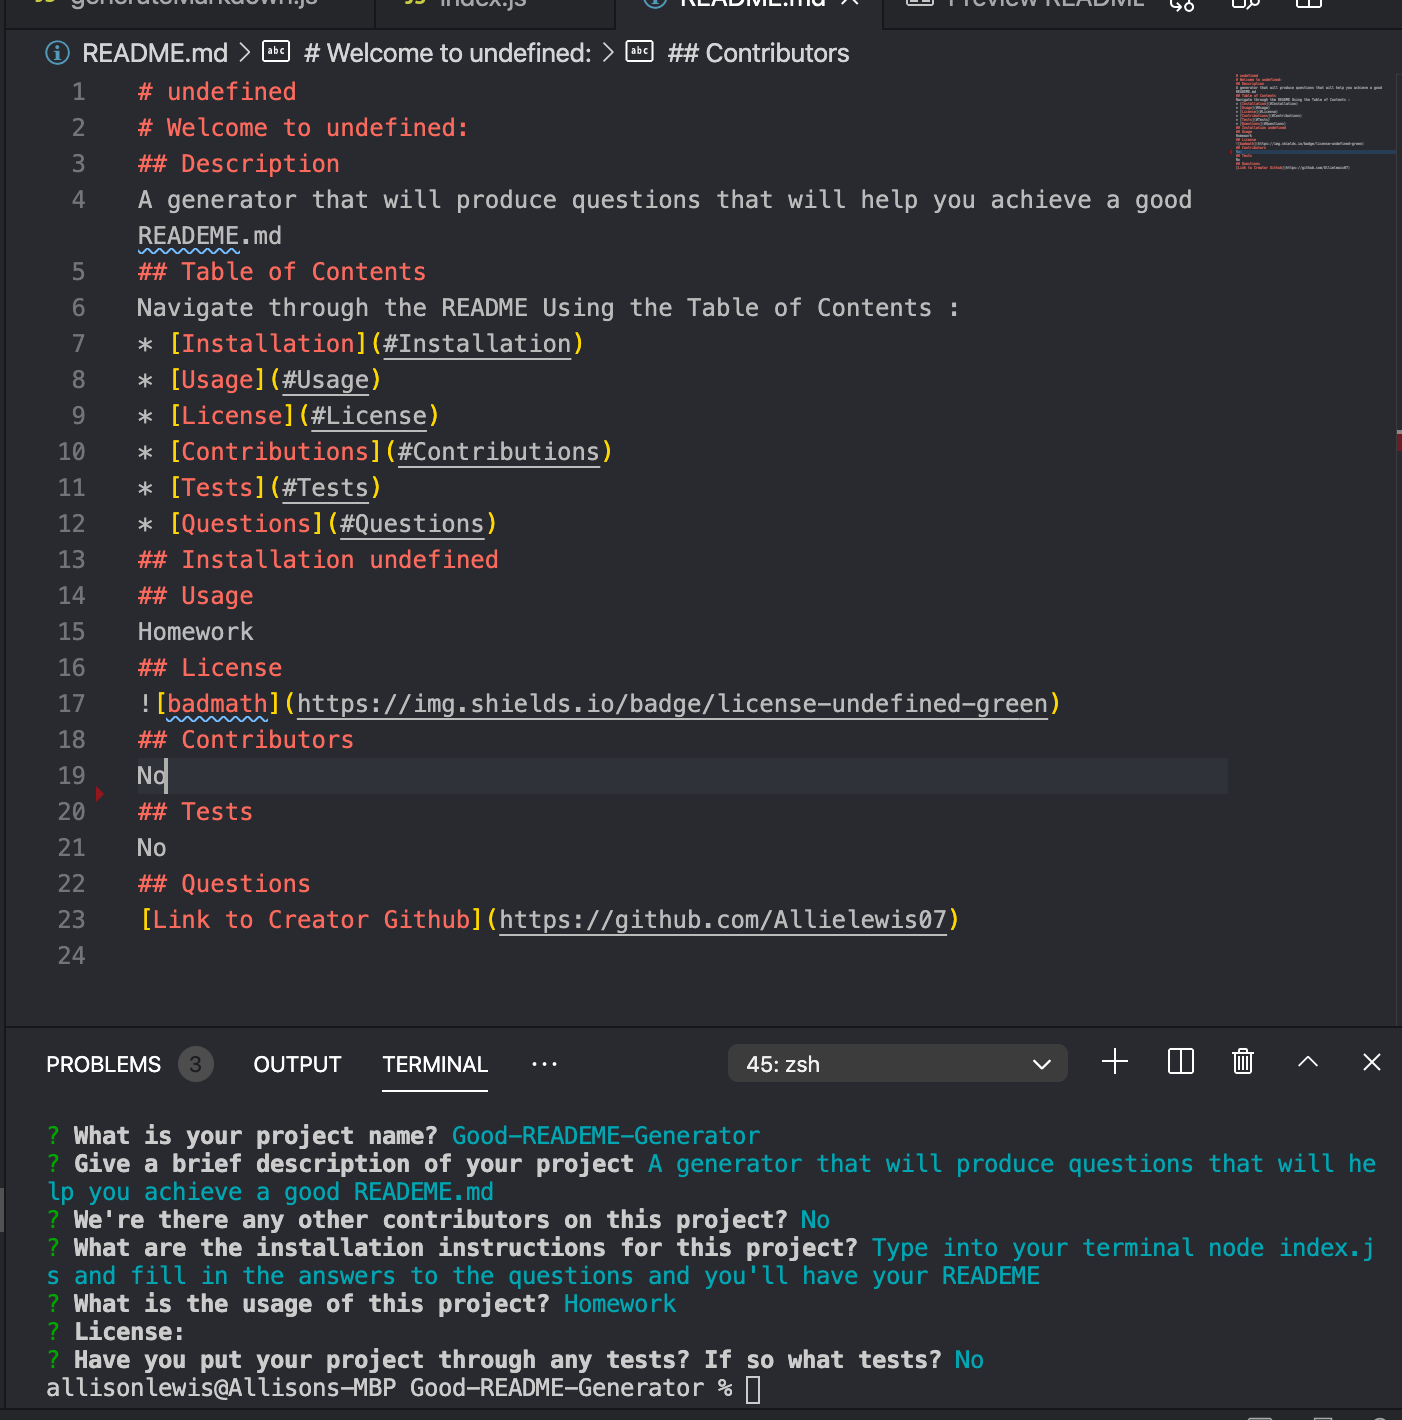 generateMarkdown.js index.js README.md Preview README
README.md > # Welcome to undefined: > ## Contributors
1 # undefined
2 # Welcome to undefined:
3 ## Description
4 A generator that will produce questions that will help you achieve a good
READEME.md
5 ## Table of Contents
6 Navigate through the README Using the Table of Contents :
7 * [Installation](#Installation)
8 * [Usage](#Usage)
9 * [License](#License)
10 * [Contributions](#Contributions)
11 * [Tests](#Tests)
12 * [Questions](#Questions)
13 ## Installation undefined
14 ## Usage
15 Homework
16 ## License
17 ![badmath](https://img.shields.io/badge/license-undefined-green)
18 ## Contributors
19 No
20 ## Tests
21 No
22 ## Questions
23 [Link to Creator Github](https://github.com/Allielewis07)
24
PROBLEMS 3 OUTPUT TERMINAL ··· 45: zsh
? What is your project name? Good-READEME-Generator
? Give a brief description of your project A generator that will produce questions that will he
lp you achieve a good READEME.md
? We're there any other contributors on this project? No
? What are the installation instructions for this project? Type into your terminal node index.j
s and fill in the answers to the questions and you'll have your READEME
? What is the usage of this project? Homework
? License:
? Have you put your project through any tests? If so what tests? No
allisonlewis@Allisons-MBP Good-README-Generator %